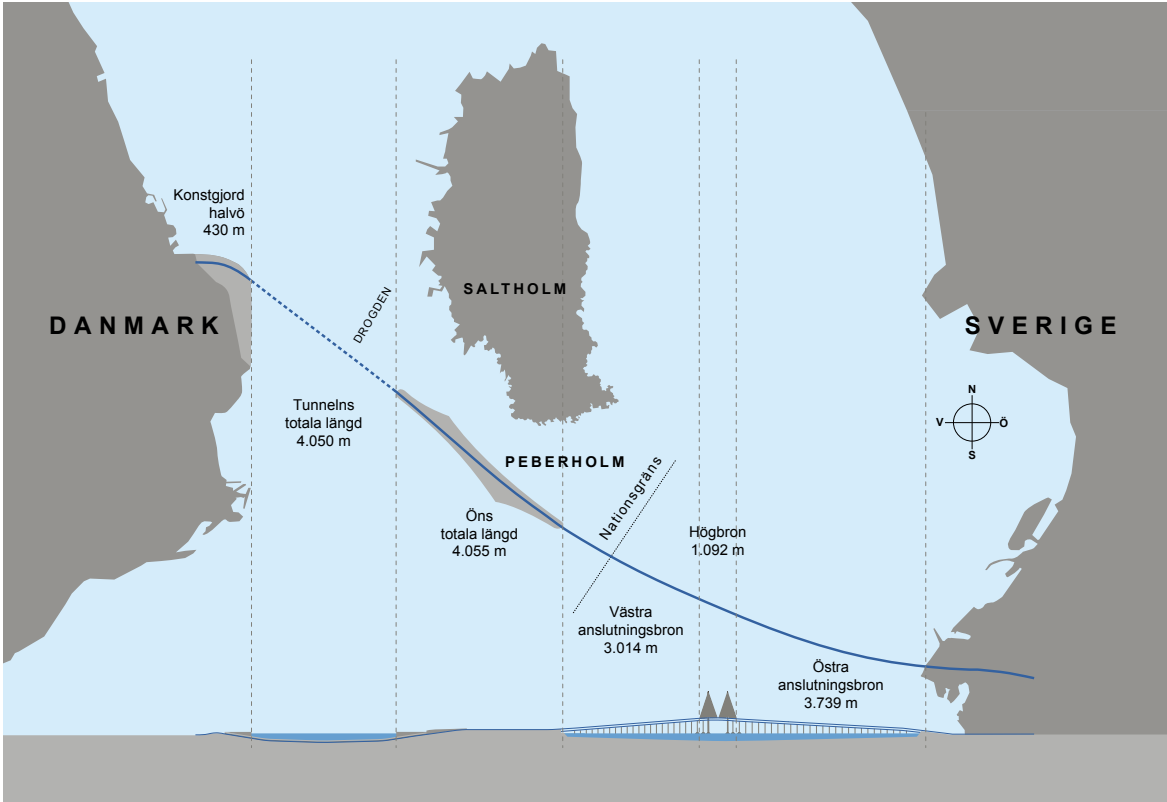 Konstgjord
halvö
430 m
DROGDEN
SALTHOLM
DANMARK
SVERIGE
N
V
Ö
S
Tunnelns
totala längd
4.050 m
PEBERHOLM
Nationsgräns
Öns
totala längd
4.055 m
Högbron
1.092 m
Västra
anslutningsbron
3.014 m
Östra
anslutningsbron
3.739 m